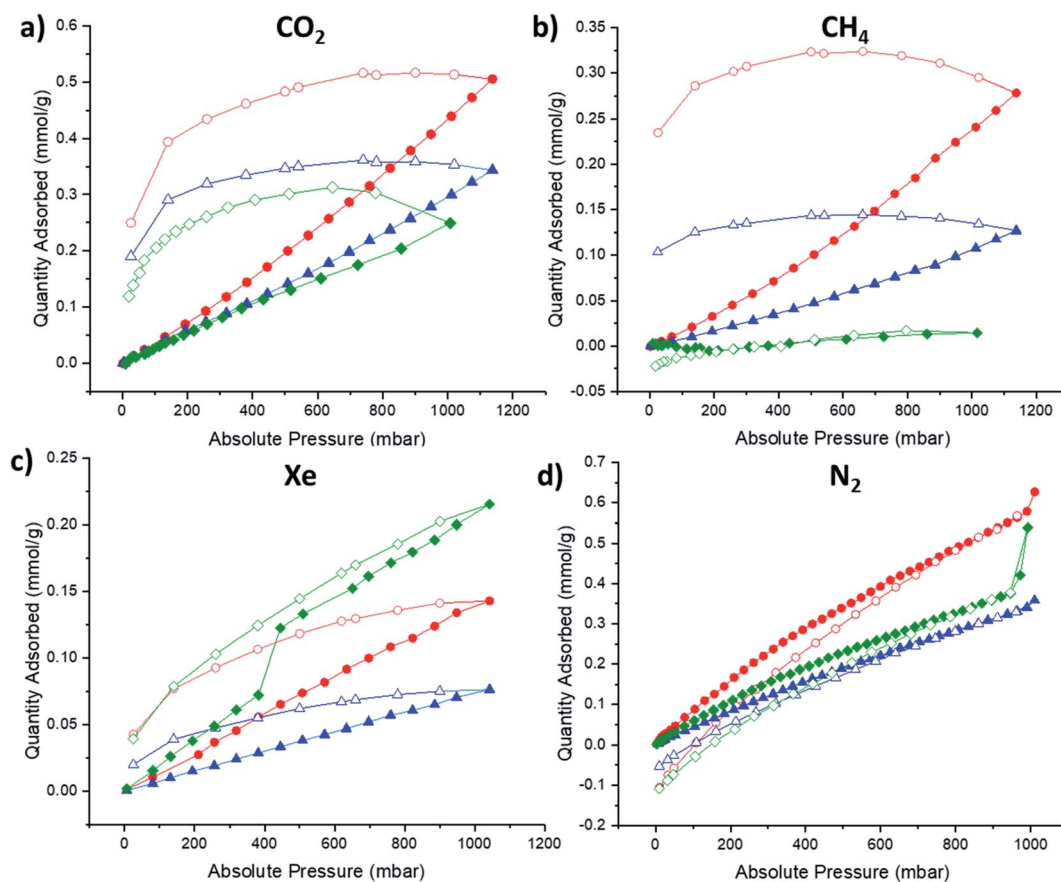 a) CO₂
0.6
0.5
0.4
0.3
0.2
0.1
0.0
Quantity Adsorbed (mmol/g)
0 200 400 600 800 1000 1200
Absolute Pressure (mbar)
b) CH₄
0.35
0.30
0.25
0.20
0.15
0.10
0.05
0.00
-0.05
Quantity Adsorbed (mmol/g)
0 200 400 600 800 1000 1200
Absolute Pressure (mbar)
c) Xe
0.25
0.20
0.15
0.10
0.05
0.00
Quantity Adsorbed (mmol/g)
0 200 400 600 800 1000 1200
Absolute Pressure (mbar)
d) N₂
0.7
0.6
0.5
0.4
0.3
0.2
0.1
0.0
-0.1
-0.2
Quantity Adsorbed (mmol/g)
0 200 400 600 800 1000
Absolute Pressure (mbar)